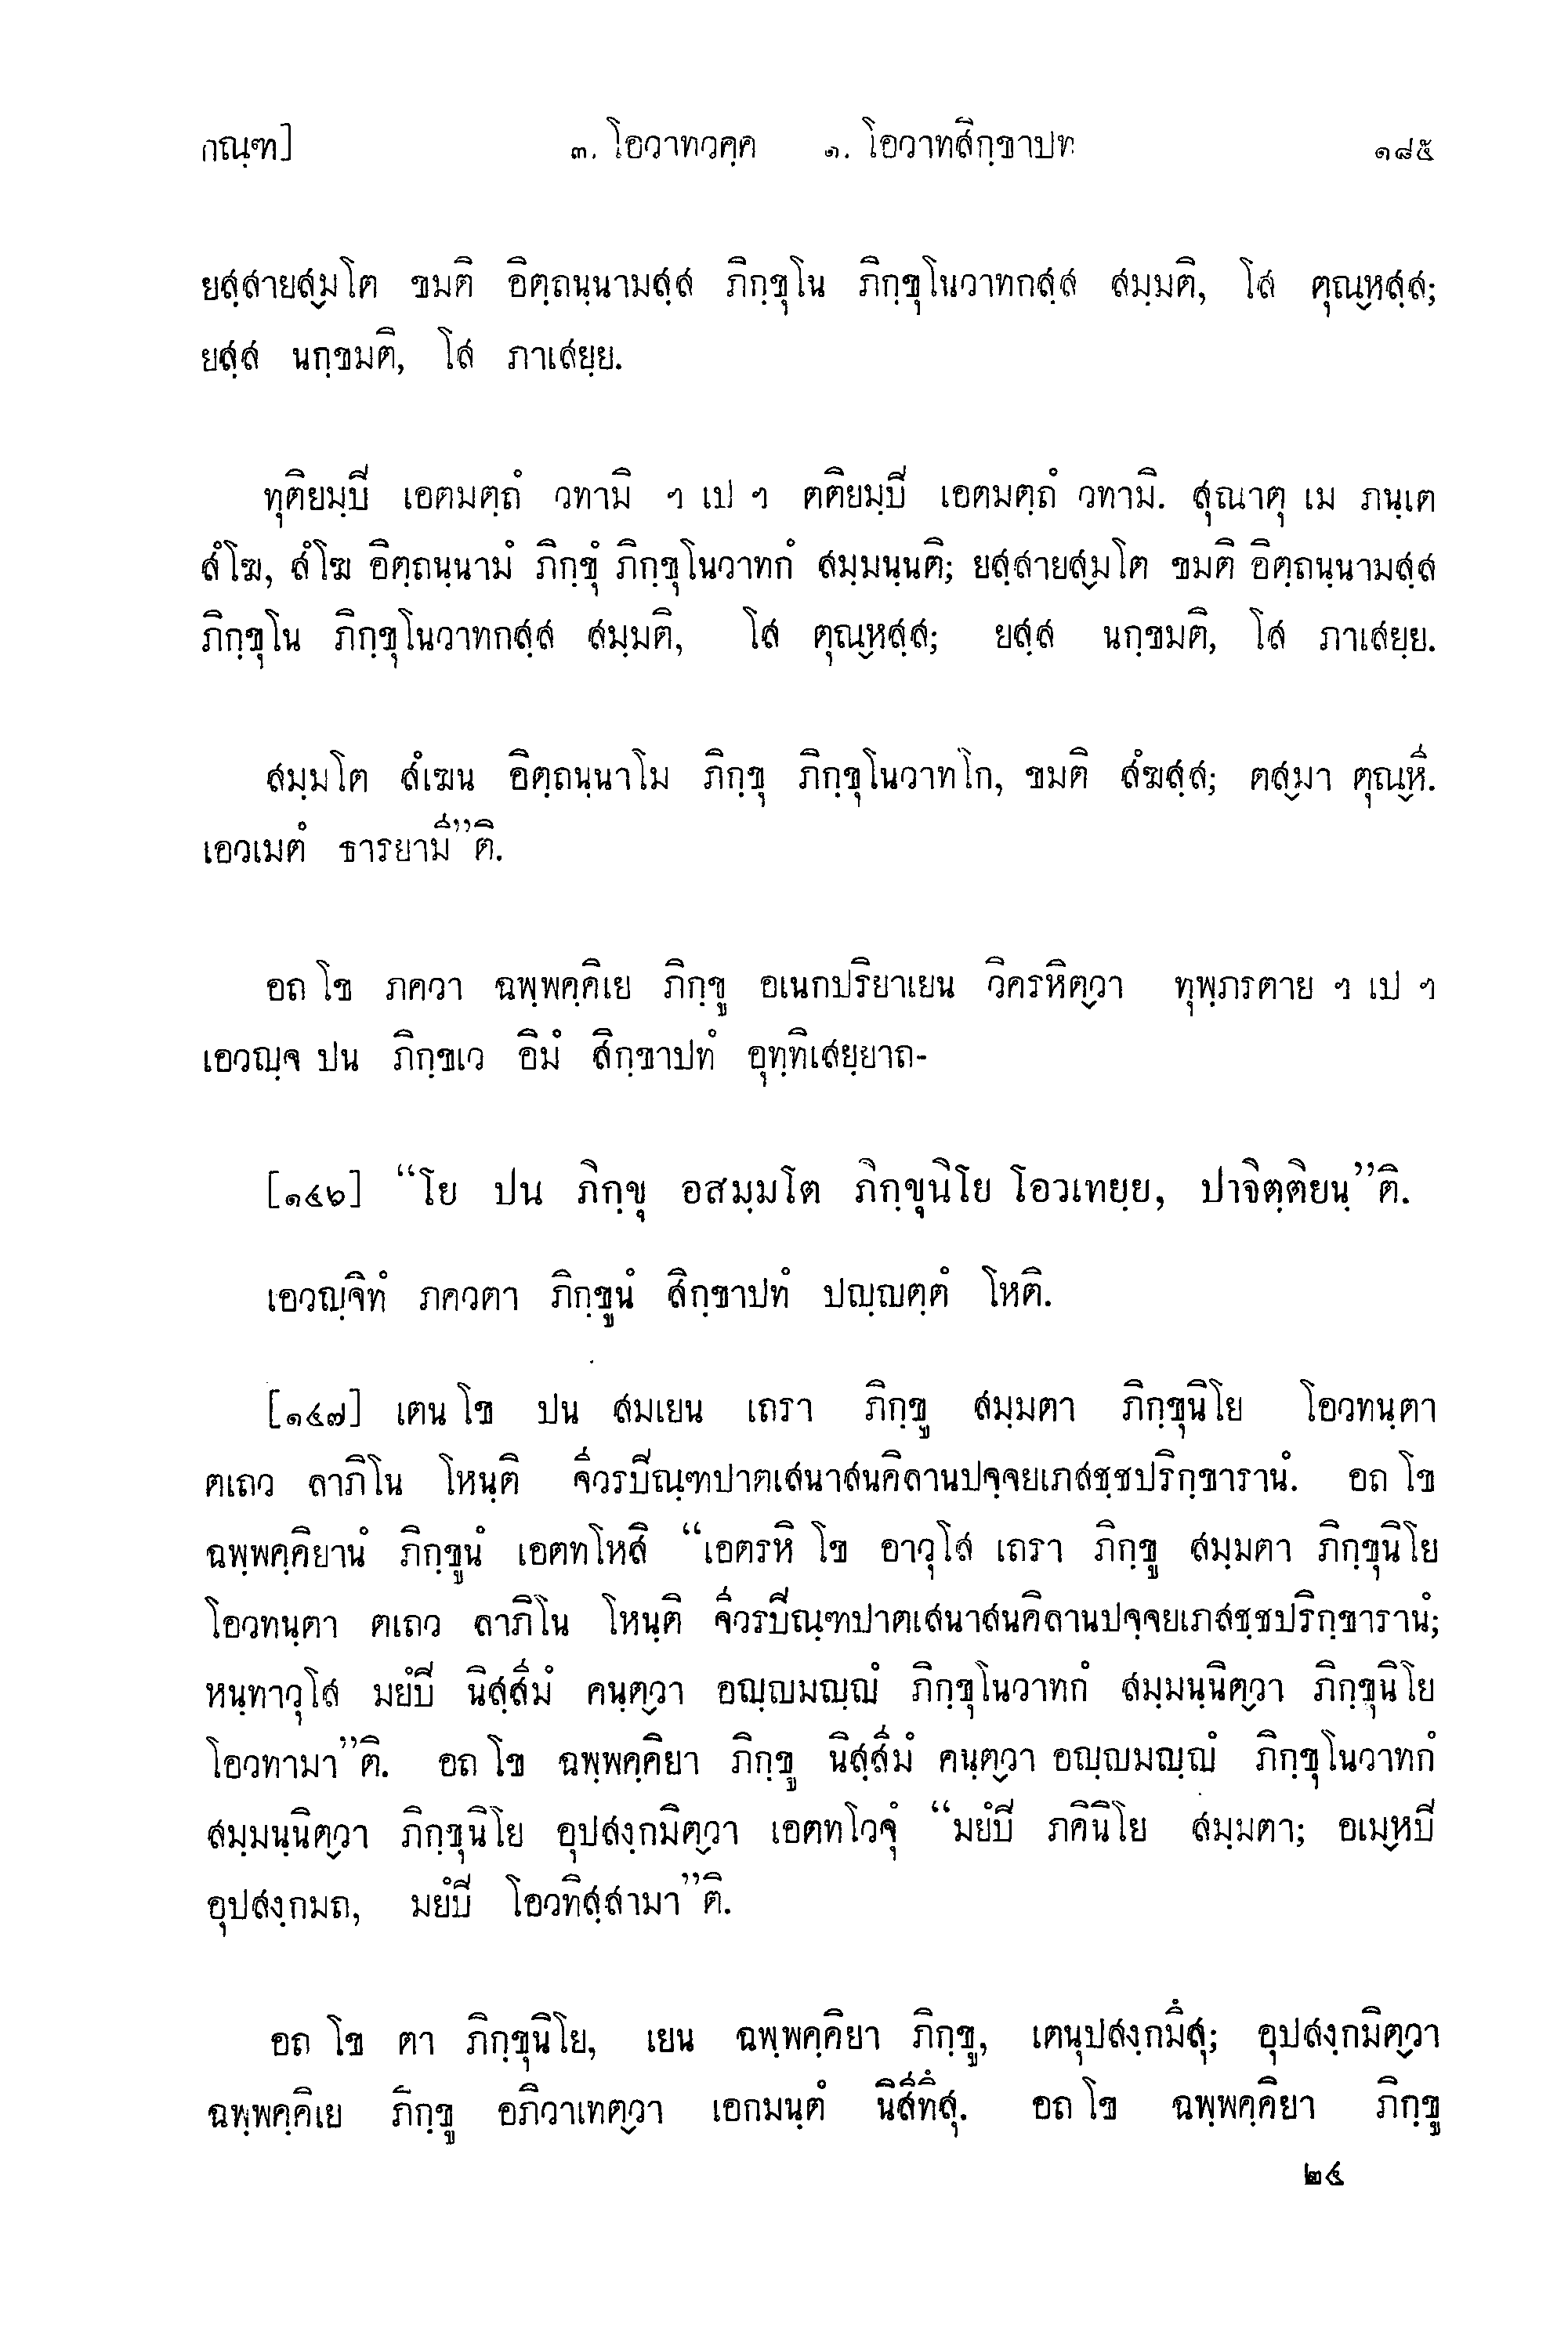 กณฺฑ] ๓. โอวาทวคฺค ๑. โอวาทสิกฺขาปท ๑๘๕
ยสฺสายสฺมโต ขมติ อิตฺถนฺนามสฺส ภิกฺขุโน ภิกฺขุโนวาทกสฺส สมฺมติ, โส ตุณฺหสฺส;
ยสฺส นกฺขมติ, โส ภาเสยฺย.
ทุติยมฺปิ เอตมตฺถํ วทามิ ฯ เป ฯ ตติยมฺปิ เอตมตฺถํ วทามิ. สุณาตุ เม ภนฺเต
สํโฆ, สํโฆ อิตฺถนฺนามํ ภิกฺขุํ ภิกฺขุโนวาทกํ สมฺมนฺนติ; ยสฺสายสฺมโต ขมติ อิตฺถนฺนามสฺส
ภิกฺขุโน ภิกฺขุโนวาทกสฺส สมฺมติ, โส ตุณฺหสฺส; ยสฺส นกฺขมติ, โส ภาเสยฺย.
สมฺมโต สํเฆน อิตฺถนฺนาโม ภิกฺขุ ภิกฺขุโนวาทโก, ขมติ สํฆสฺส; ตสฺมา ตุณฺหี.
เอวเมตํ ธารยามี”ติ.
อถ โข ภควา ฉพฺพคฺคิเย ภิกฺขู อเนกปริยาเยน วิครหิตฺวา ทุพฺภรตาย ฯ เป ฯ
เอวญฺจ ปน ภิกฺขเว อิมํ สิกฺขาปทํ อุทฺทิเสยฺยาถ-
[๑๔๖] “โย ปน ภิกฺขุ อสมฺมโต ภิกฺขุนิโย โอวเทยฺย, ปาจิตฺติยนฺ”ติ.
เอวญฺจิทํ ภควตา ภิกฺขูนํ สิกฺขาปทํ ปญฺญตฺตํ โหติ.
[๑๔๗] เตน โข ปน สมเยน เถรา ภิกฺขู สมฺมตา ภิกฺขุนิโย โอวทนฺตา
ตเถว ลาภิโน โหนฺติ จีวรปิณฺฑปาตเสนาสนคิลานปจฺจยเภสชฺชปริกฺขารานํ. อถ โข
ฉพฺพคฺคิยานํ ภิกฺขูนํ เอตทโหสิ “เอตรหิ โข อาวุโส เถรา ภิกฺขู สมฺมตา ภิกฺขุนิโย
โอวทนฺตา ตเถว ลาภิโน โหนฺติ จีวรปิณฺฑปาตเสนาสนคิลานปจฺจยเภสชฺชปริกฺขารานํ;
หนฺทาวุโส มยํปิ นิสฺสีมํ คนฺตฺวา อญฺญมญฺญํ ภิกฺขุโนวาทกํ สมฺมนฺนิตฺวา ภิกฺขุนิโย
โอวทามา”ติ. อถ โข ฉพฺพคฺคิยา ภิกฺขู นิสฺสีมํ คนฺตฺวา อญฺญมญฺญํ ภิกฺขุโนวาทกํ
สมฺมนฺนิตฺวา ภิกฺขุนิโย อุปสงฺกมิตฺวา เอตทโวจุํ “มยํปิ ภคินิโย สมฺมตา; อเมฺหปิ
อุปสงฺกมถ, มยํปิ โอวทิสฺสามา”ติ.
อถ โข ตา ภิกฺขุนิโย, เยน ฉพฺพคฺคิยา ภิกฺขู, เตนุปสงฺกมึสุ; อุปสงฺกมิตฺวา
ฉพฺพคฺคิเย ภิกฺขู อภิวาเทตฺวา เอกมนฺตํ นิสีทึสุ. อถ โข ฉพฺพคฺคิยา ภิกฺขู
๒๔